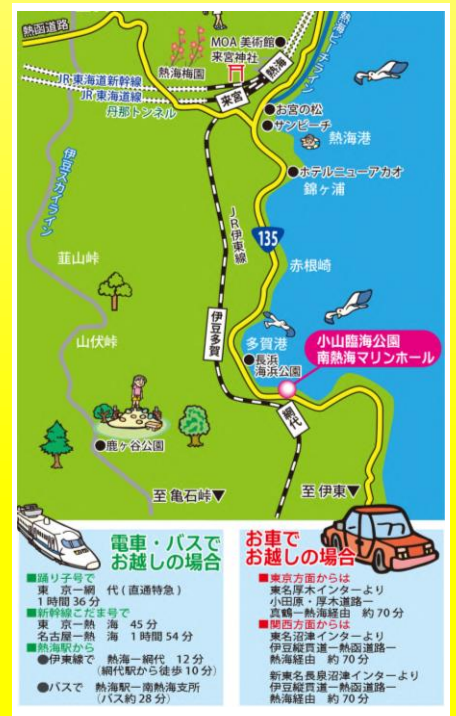 熱函道路
MOA 美術館●
来宮神社
熱海梅園
熱海ビーチライン
熱海
来宮
JR 東海道新幹線
JR 東海道線
丹那トンネル
●お宮の松
●サンビーチ
熱海港
●ホテルニューアカオ
錦ヶ浦
伊豆スカイライン
JR伊東線
135
赤根崎
韮山峠
伊豆多賀
多賀港
小山臨海公園
南熱海マリンホール
山伏峠
●長浜
海浜公園
網代
●鹿ヶ谷公園
至 亀石峠▼
至 伊東▼
電車・バスで
お越しの場合
■踊り子号で
東 京ー網 代 (直通特急)
1 時間 36 分
■新幹線こだま号で
東 京ー熱 海 45 分
名古屋ー熱 海 1 時間 54 分
■熱海駅から
●伊東線で 熱海ー網代 12 分
(網代駅から徒歩 10 分)
●バスで 熱海駅ー南熱海支所
(バス約 28 分)
お車で
お越しの場合
■東京方面からは
東名厚木インターより
小田原・厚木道路ー
真鶴ー熱海経由 約 70 分
■関西方面からは
東名沼津インターより
伊豆縦貫道ー熱函道路ー
熱海経由 約 70 分
新東名長泉沼津インターより
伊豆縦貫道ー熱函道路ー
熱海経由 約 70 分